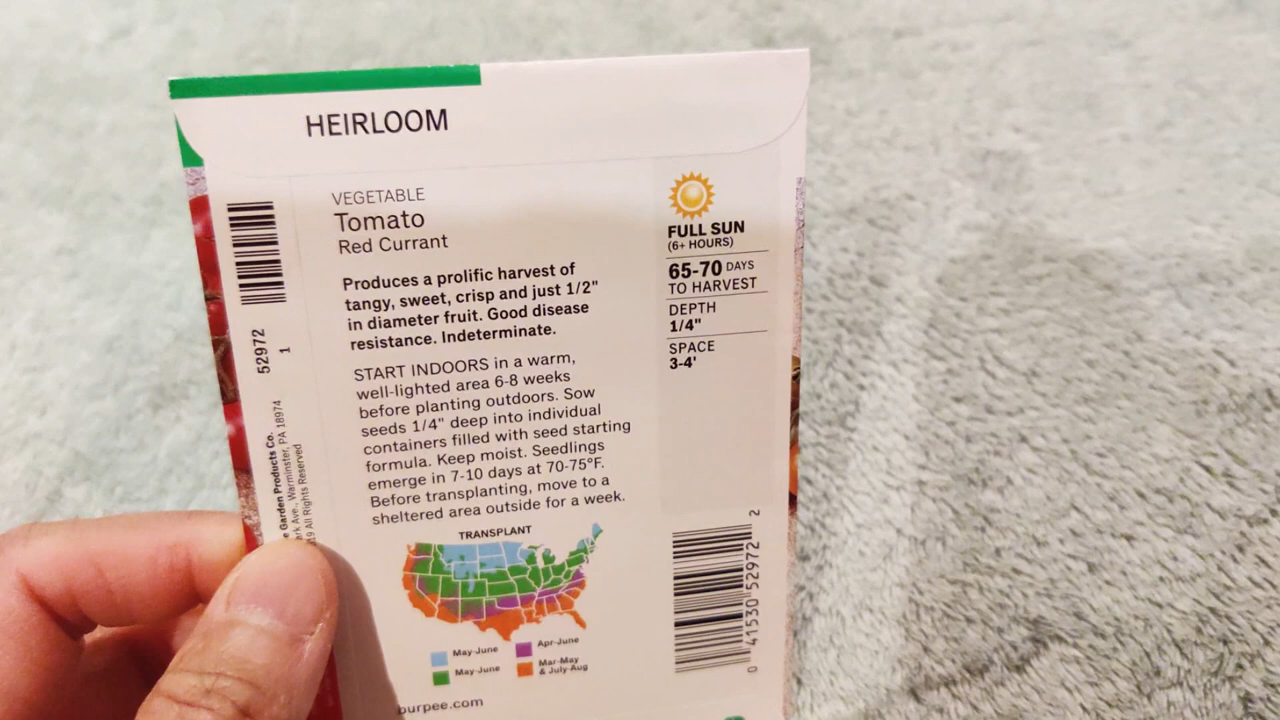 HEIRLOOM
VEGETABLE
Tomato
Red Currant
Produces a prolific harvest of
tangy, sweet, crisp and just 1/2"
in diameter fruit. Good disease
resistance. Indeterminate.
START INDOORS in a warm,
well-lighted area 6-8 weeks
before planting outdoors. Sow
seeds 1/4" deep into individual
containers filled with seed starting
formula. Keep moist. Seedlings
emerge in 7-10 days at 70-75°F.
Before transplanting, move to a
sheltered area outside for a week.
TRANSPLANT
May-June
May-June
Apr-June
Mar-May
& July-Aug
burpee.com
FULL SUN
(6+ HOURS)
65-70 DAYS
TO HARVEST
DEPTH
1/4"
SPACE
3-4'
0 41530 52972 2
52972
1
Garden Products Co.
Ave., Warminster, PA 18974
All Rights Reserved